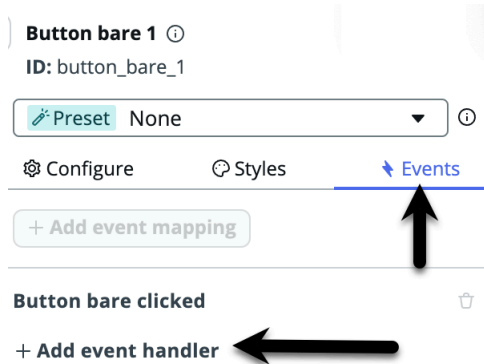 Button bare 1
ID: button_bare_1
Preset None
Configure Styles Events
+ Add event mapping
Button bare clicked
+ Add event handler